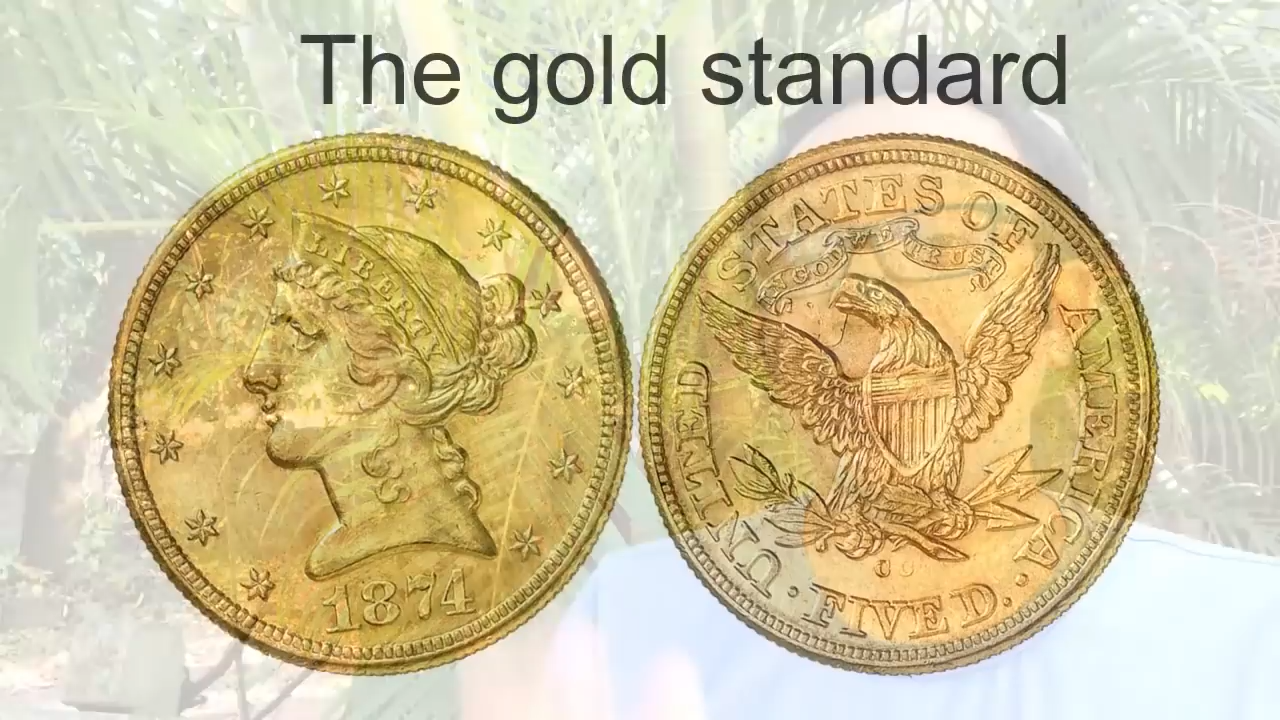 The gold standard
LIBERTY
1874
UNITED STATES OF AMERICA
IN GOD WE TRUST
CC
FIVE D.